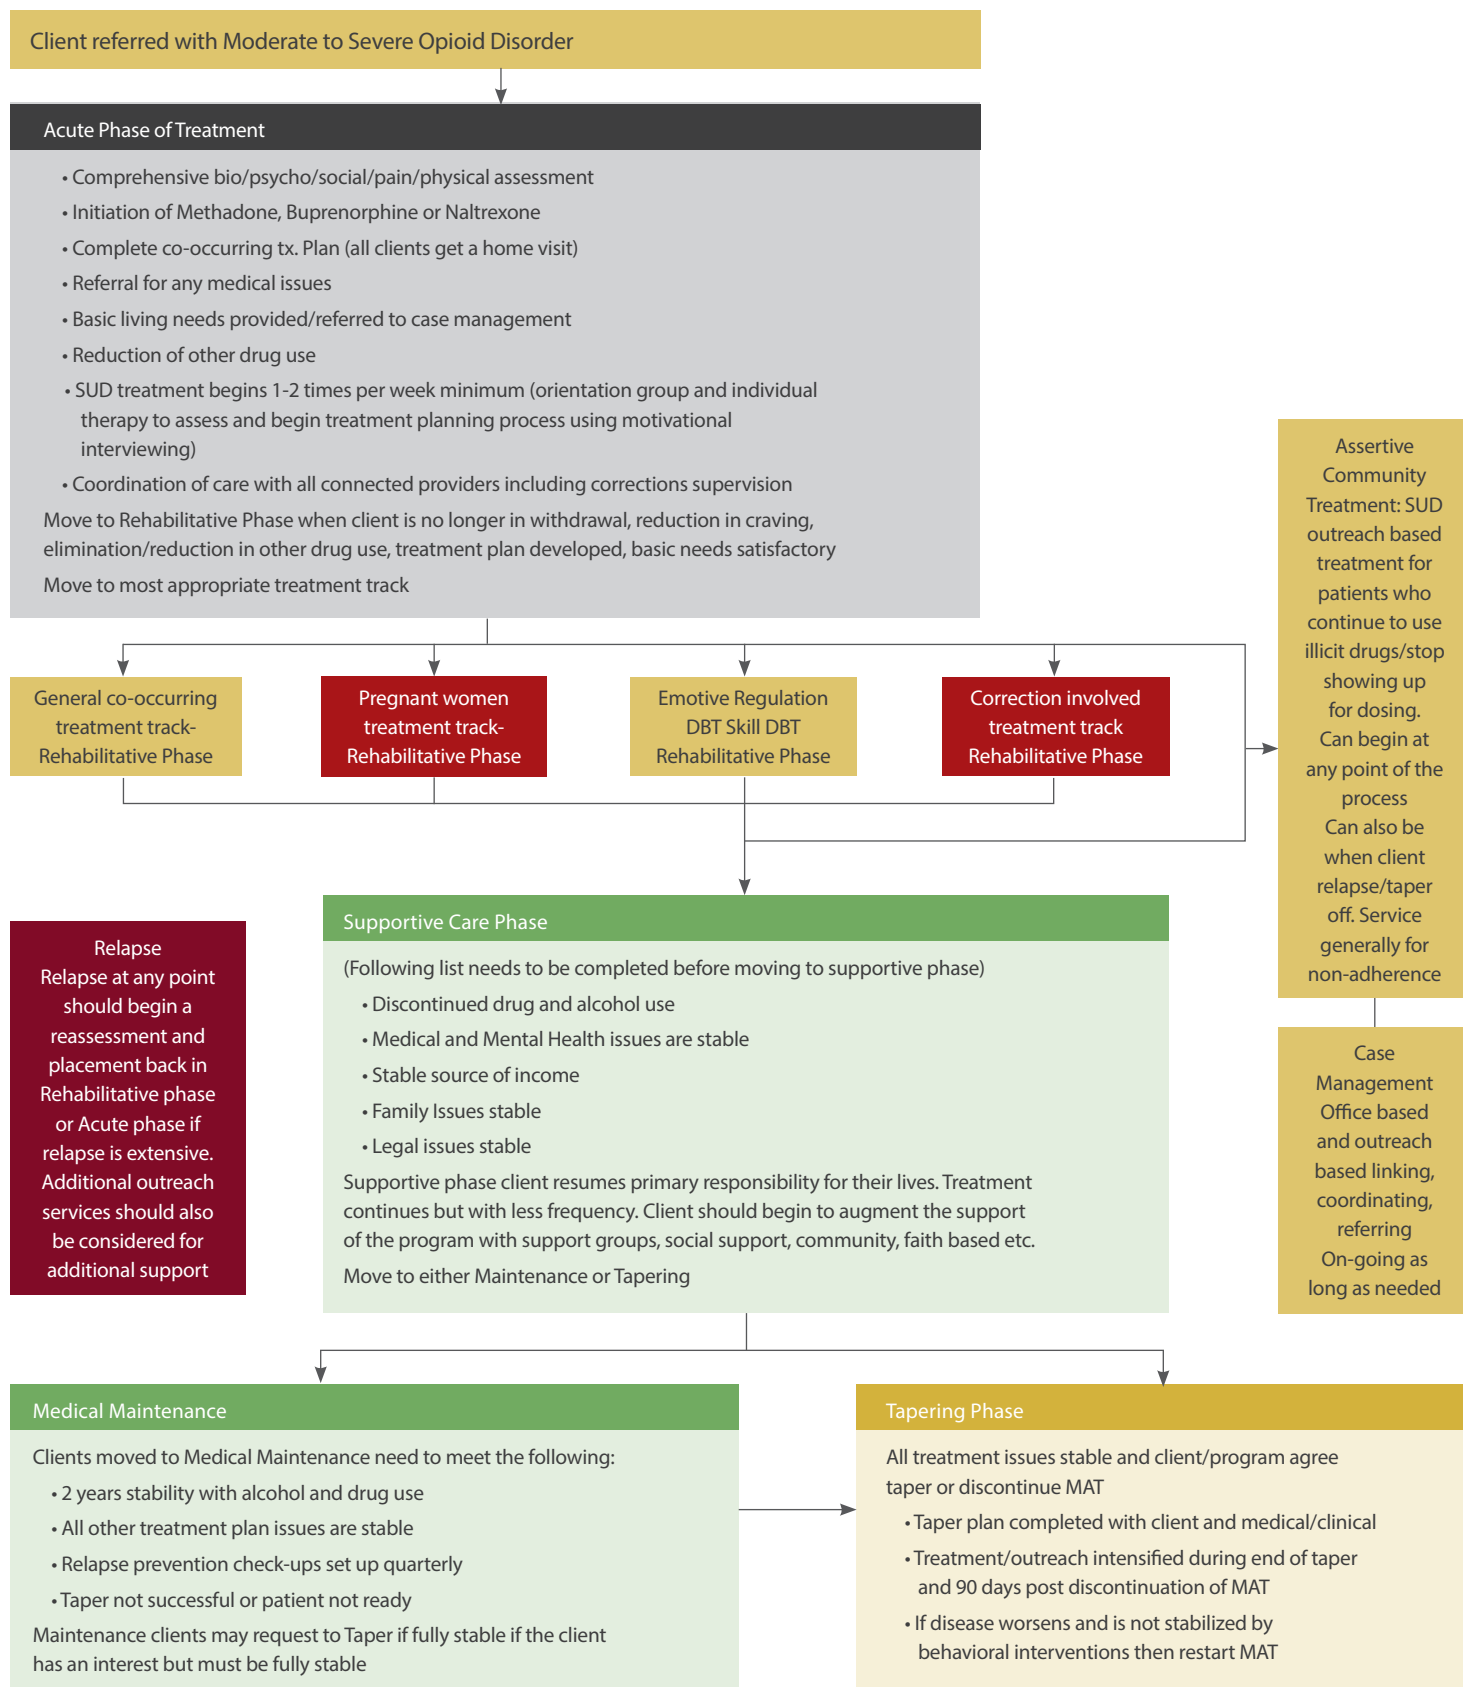 Client referred with Moderate to Severe Opioid Disorder
Acute Phase of Treatment
• Comprehensive bio/psycho/social/pain/physical assessment
• Initiation of Methadone, Buprenorphine or Naltrexone
• Complete co-occurring tx. Plan (all clients get a home visit)
• Referral for any medical issues
• Basic living needs provided/referred to case management
• Reduction of other drug use
• SUD treatment begins 1-2 times per week minimum (orientation group and individual
therapy to assess and begin treatment planning process using motivational
interviewing)
• Coordination of care with all connected providers including corrections supervision
Move to Rehabilitative Phase when client is no longer in withdrawal, reduction in craving,
elimination/reduction in other drug use, treatment plan developed, basic needs satisfactory
Move to most appropriate treatment track
General co-occurring
treatment track-
Rehabilitative Phase
Pregnant women
treatment track-
Rehabilitative Phase
Emotive Regulation
DBT Skill DBT
Rehabilitative Phase
Correction involved
treatment track
Rehabilitative Phase
Assertive
Community
Treatment: SUD
outreach based
treatment for
patients who
continue to use
illicit drugs/stop
showing up
for dosing.
Can begin at
any point of the
process
Can also be
when client
relapse/taper
off. Service
generally for
non-adherence
Case
Management
Office based
and outreach
based linking,
coordinating,
referring
On-going as
long as needed
Relapse
Relapse at any point
should begin a
reassessment and
placement back in
Rehabilitative phase
or Acute phase if
relapse is extensive.
Additional outreach
services should also
be considered for
additional support
Supportive Care Phase
(Following list needs to be completed before moving to supportive phase)
• Discontinued drug and alcohol use
• Medical and Mental Health issues are stable
• Stable source of income
• Family Issues stable
• Legal issues stable
Supportive phase client resumes primary responsibility for their lives. Treatment
continues but with less frequency. Client should begin to augment the support
of the program with support groups, social support, community, faith based etc.
Move to either Maintenance or Tapering
Medical Maintenance
Clients moved to Medical Maintenance need to meet the following:
• 2 years stability with alcohol and drug use
• All other treatment plan issues are stable
• Relapse prevention check-ups set up quarterly
• Taper not successful or patient not ready
Maintenance clients may request to Taper if fully stable if the client
has an interest but must be fully stable
Tapering Phase
All treatment issues stable and client/program agree
taper or discontinue MAT
• Taper plan completed with client and medical/clinical
• Treatment/outreach intensified during end of taper
and 90 days post discontinuation of MAT
• If disease worsens and is not stabilized by
behavioral interventions then restart MAT